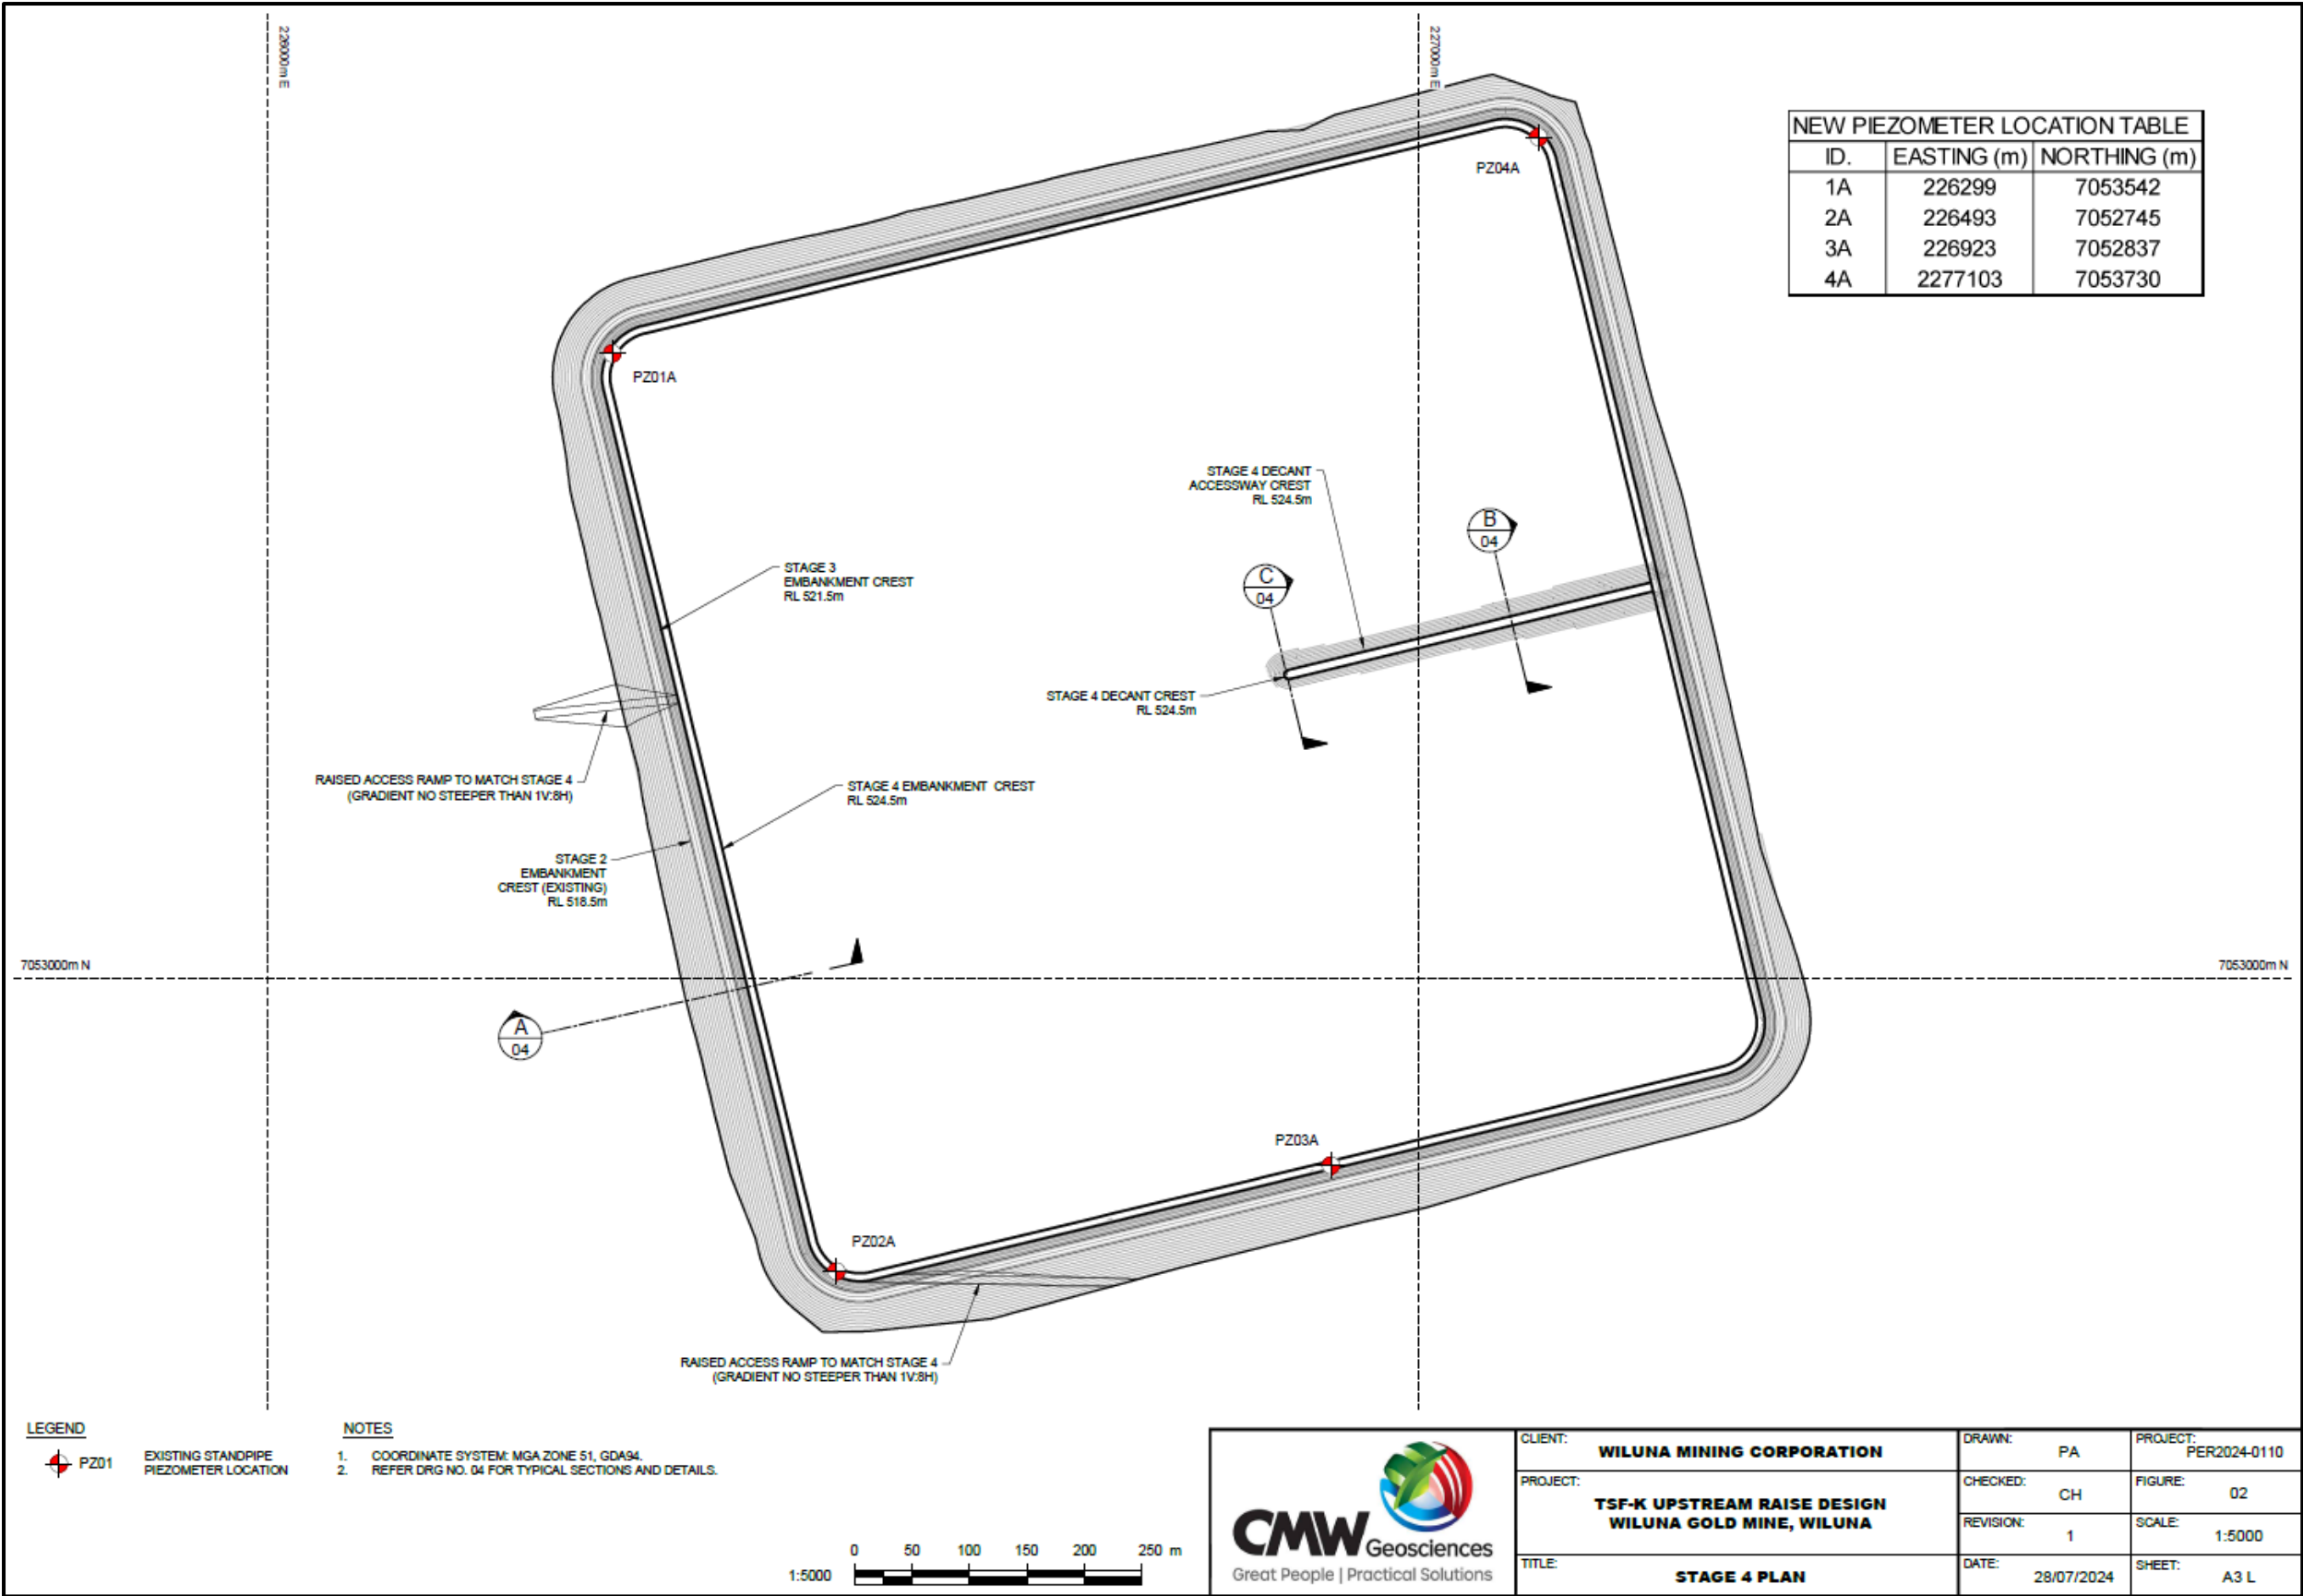 226000m E
227000m E
NEW PIEZOMETER LOCATION TABLE
ID. EASTING (m) NORTHING (m)
1A 226299 7053542
2A 226493 7052745
3A 226923 7052837
4A 2277103 7053730
PZ04A
PZ01A
STAGE 4 DECANT
ACCESSWAY CREST
RL 524.5m
B
04
C
04
STAGE 3
EMBANKMENT CREST
RL 521.5m
STAGE 4 DECANT CREST
RL 524.5m
RAISED ACCESS RAMP TO MATCH STAGE 4
(GRADIENT NO STEEPER THAN 1V:8H)
STAGE 4 EMBANKMENT CREST
RL 524.5m
STAGE 2
EMBANKMENT
CREST (EXISTING)
RL 518.5m
7053000m N
7053000m N
A
04
PZ03A
PZ02A
RAISED ACCESS RAMP TO MATCH STAGE 4
(GRADIENT NO STEEPER THAN 1V:8H)
LEGEND
PZ01 EXISTING STANDPIPE
PIEZOMETER LOCATION
NOTES
1. COORDINATE SYSTEM: MGA ZONE 51, GDA94.
2. REFER DRG NO. 04 FOR TYPICAL SECTIONS AND DETAILS.
0 50 100 150 200 250 m
1:5000
CMW Geosciences
Great People | Practical Solutions
CLIENT: WILUNA MINING CORPORATION
PROJECT:
TSF-K UPSTREAM RAISE DESIGN
WILUNA GOLD MINE, WILUNA
TITLE: STAGE 4 PLAN
DRAWN: PA
PROJECT: PER2024-0110
CHECKED: CH
FIGURE: 02
REVISION: 1
SCALE: 1:5000
DATE: 28/07/2024
SHEET: A3 L